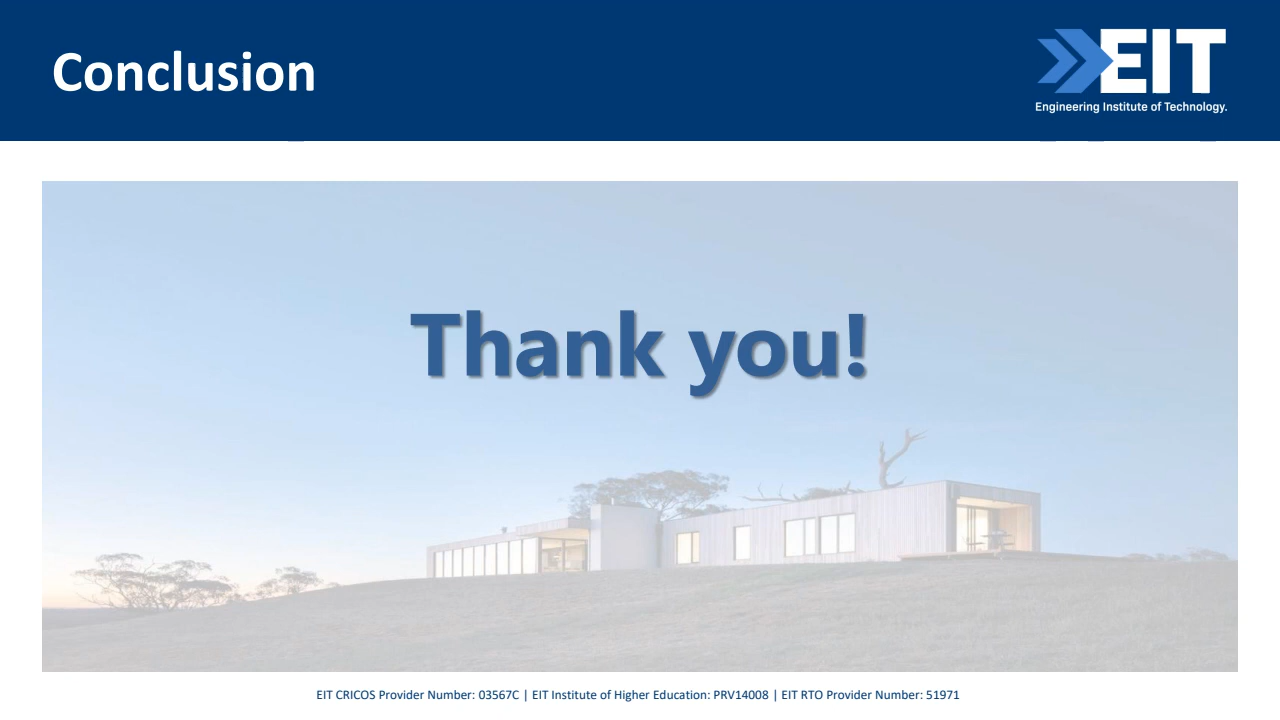 Conclusion
EIT
Engineering Institute of Technology.
Thank you!
EIT CRICOS Provider Number: 03567C | EIT Institute of Higher Education: PRV14008 | EIT RTO Provider Number: 51971